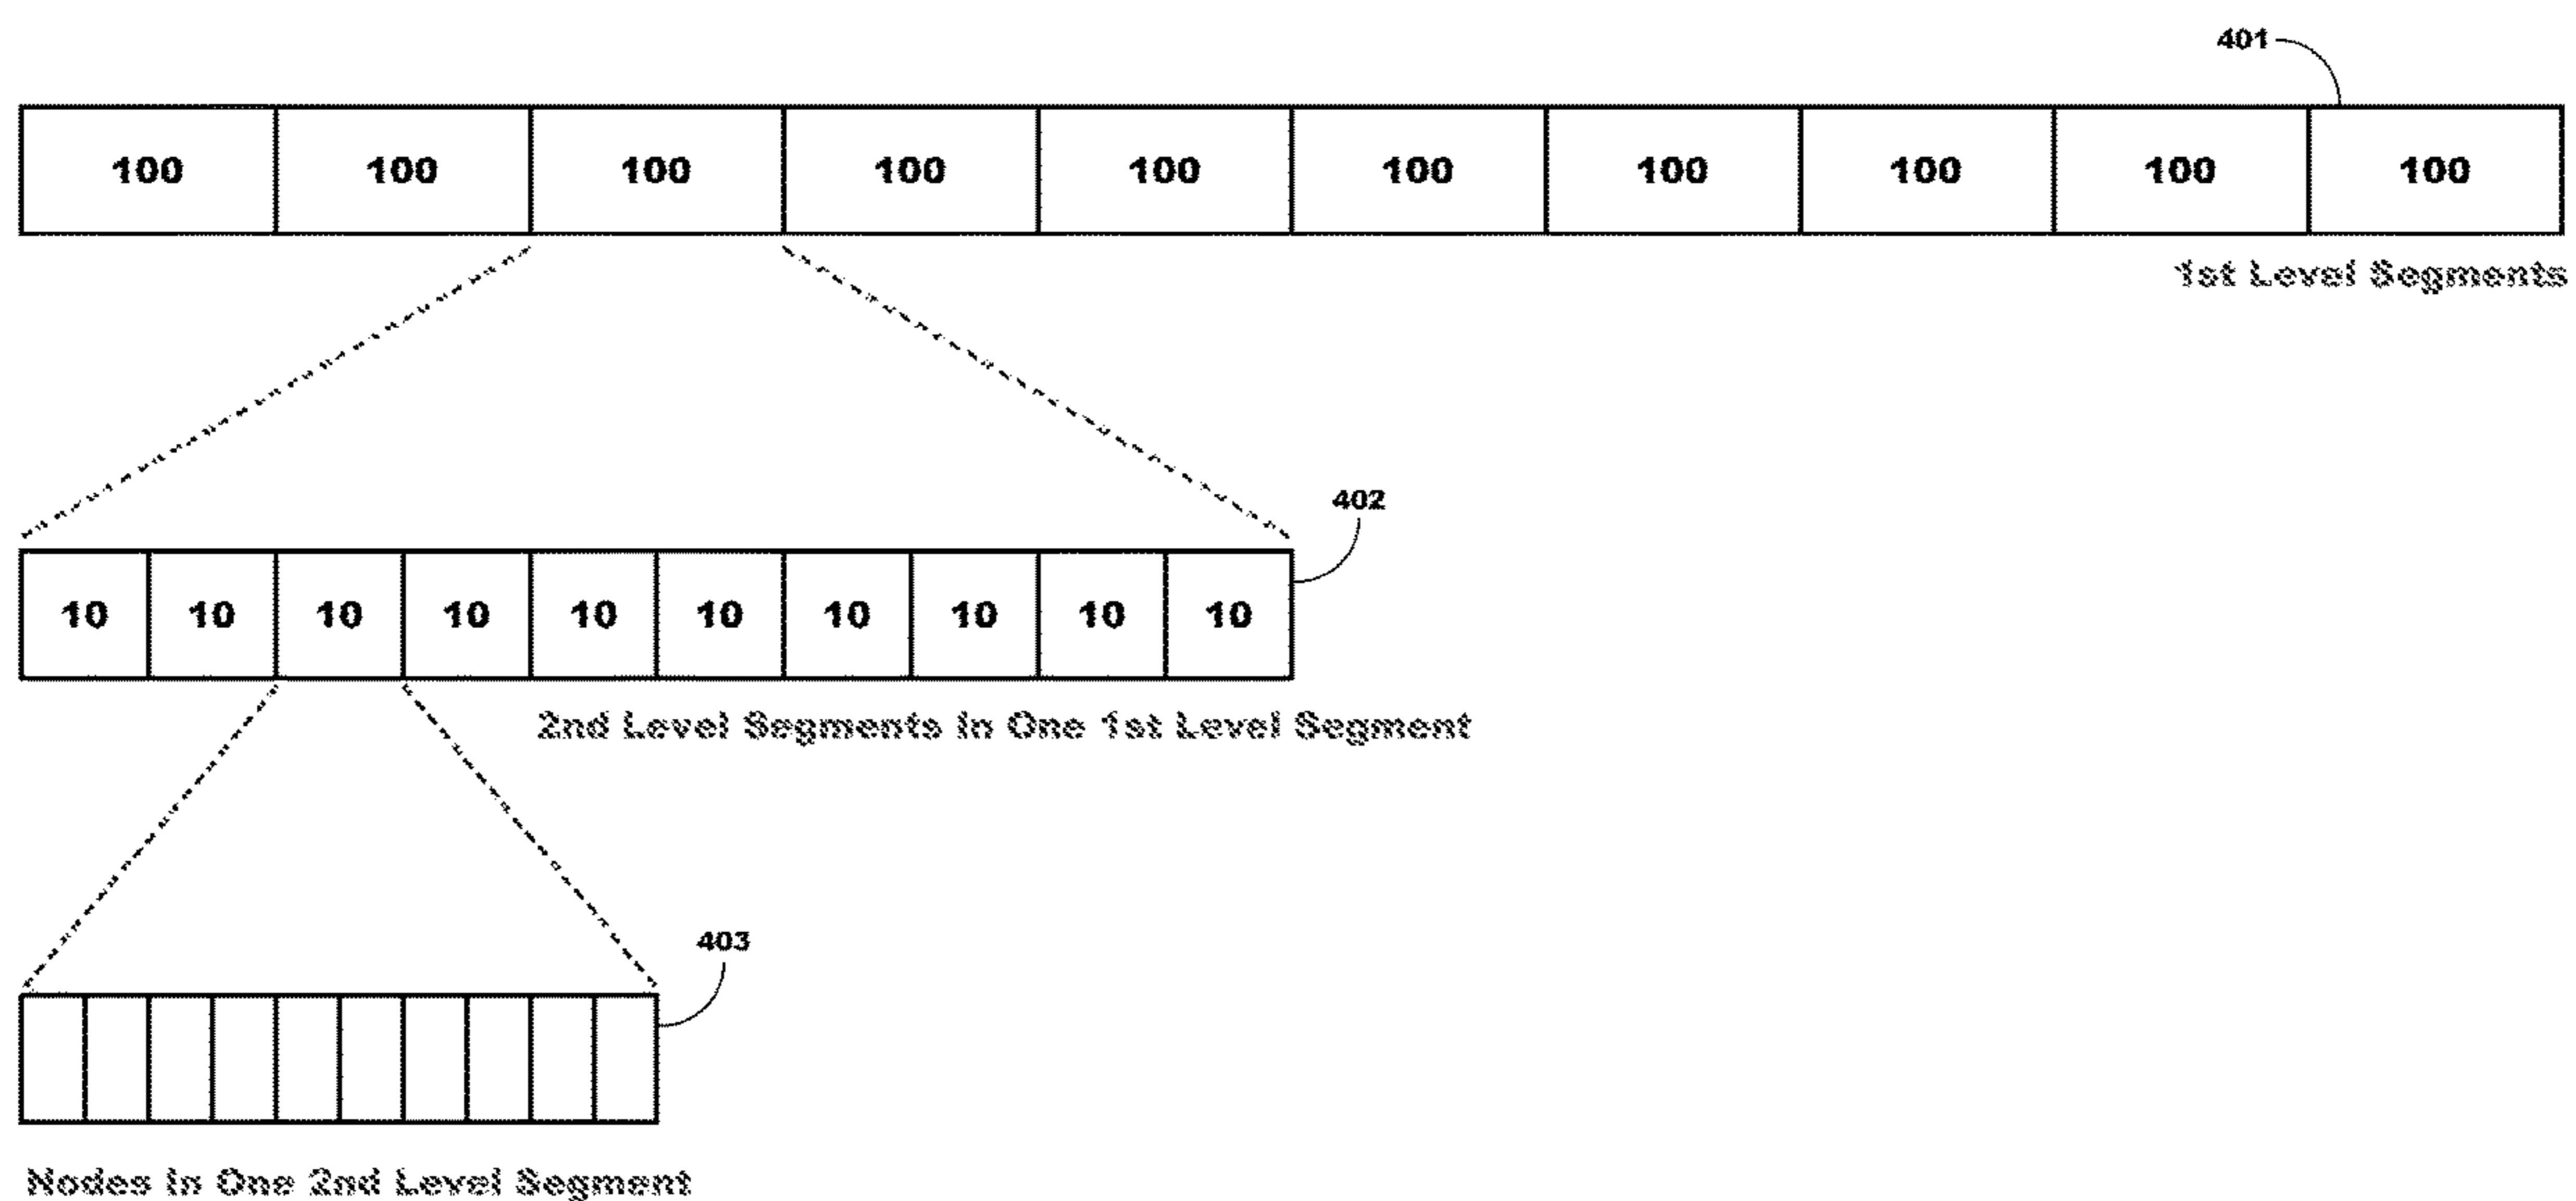 401
100 100 100 100 100 100 100 100 100 100
1st Level Segments
402
10 10 10 10 10 10 10 10 10 10
2nd Level Segments in One 1st Level Segment
403
Nodes in One 2nd Level Segment